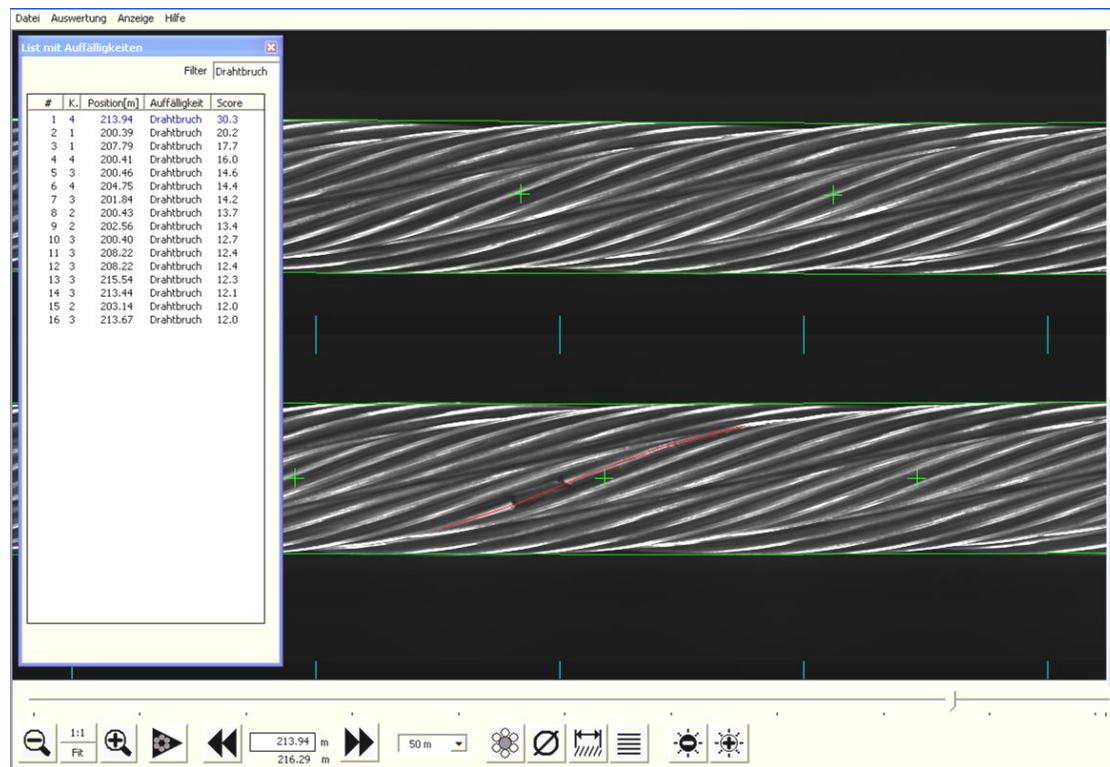 Datei Auswertung Anzeige Hilfe
List mit Auffälligkeiten
Filter Drahtbruch
# K. Position[m] Auffälligkeit Score
1 4 213.94 Drahtbruch 30.3
2 1 200.39 Drahtbruch 20.2
3 1 207.79 Drahtbruch 17.7
4 4 200.41 Drahtbruch 16.0
5 3 200.46 Drahtbruch 14.6
6 4 204.75 Drahtbruch 14.4
7 3 201.84 Drahtbruch 14.2
8 2 200.43 Drahtbruch 13.7
9 2 202.56 Drahtbruch 13.4
10 3 200.40 Drahtbruch 12.7
11 3 208.22 Drahtbruch 12.4
12 3 208.22 Drahtbruch 12.4
13 3 215.54 Drahtbruch 12.3
14 3 213.44 Drahtbruch 12.1
15 2 203.14 Drahtbruch 12.0
16 3 213.67 Drahtbruch 12.0
1:1
Fit
213.94 m
216.29 m
50 m